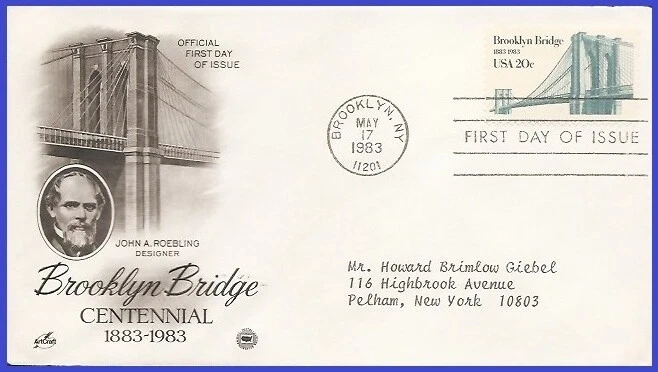 OFFICIAL
FIRST DAY
OF ISSUE
Brooklyn Bridge
1883-1983
USA 20c
BROOKLYN, NY
MAY
17
1983
11201
FIRST DAY OF ISSUE
JOHN A. ROEBLING
DESIGNER
Brooklyn Bridge
CENTENNIAL
1883-1983
ArtCraft
Mr. Howard Brimlow Giebel
116 Highbrook Avenue
Pelham, New York 10803